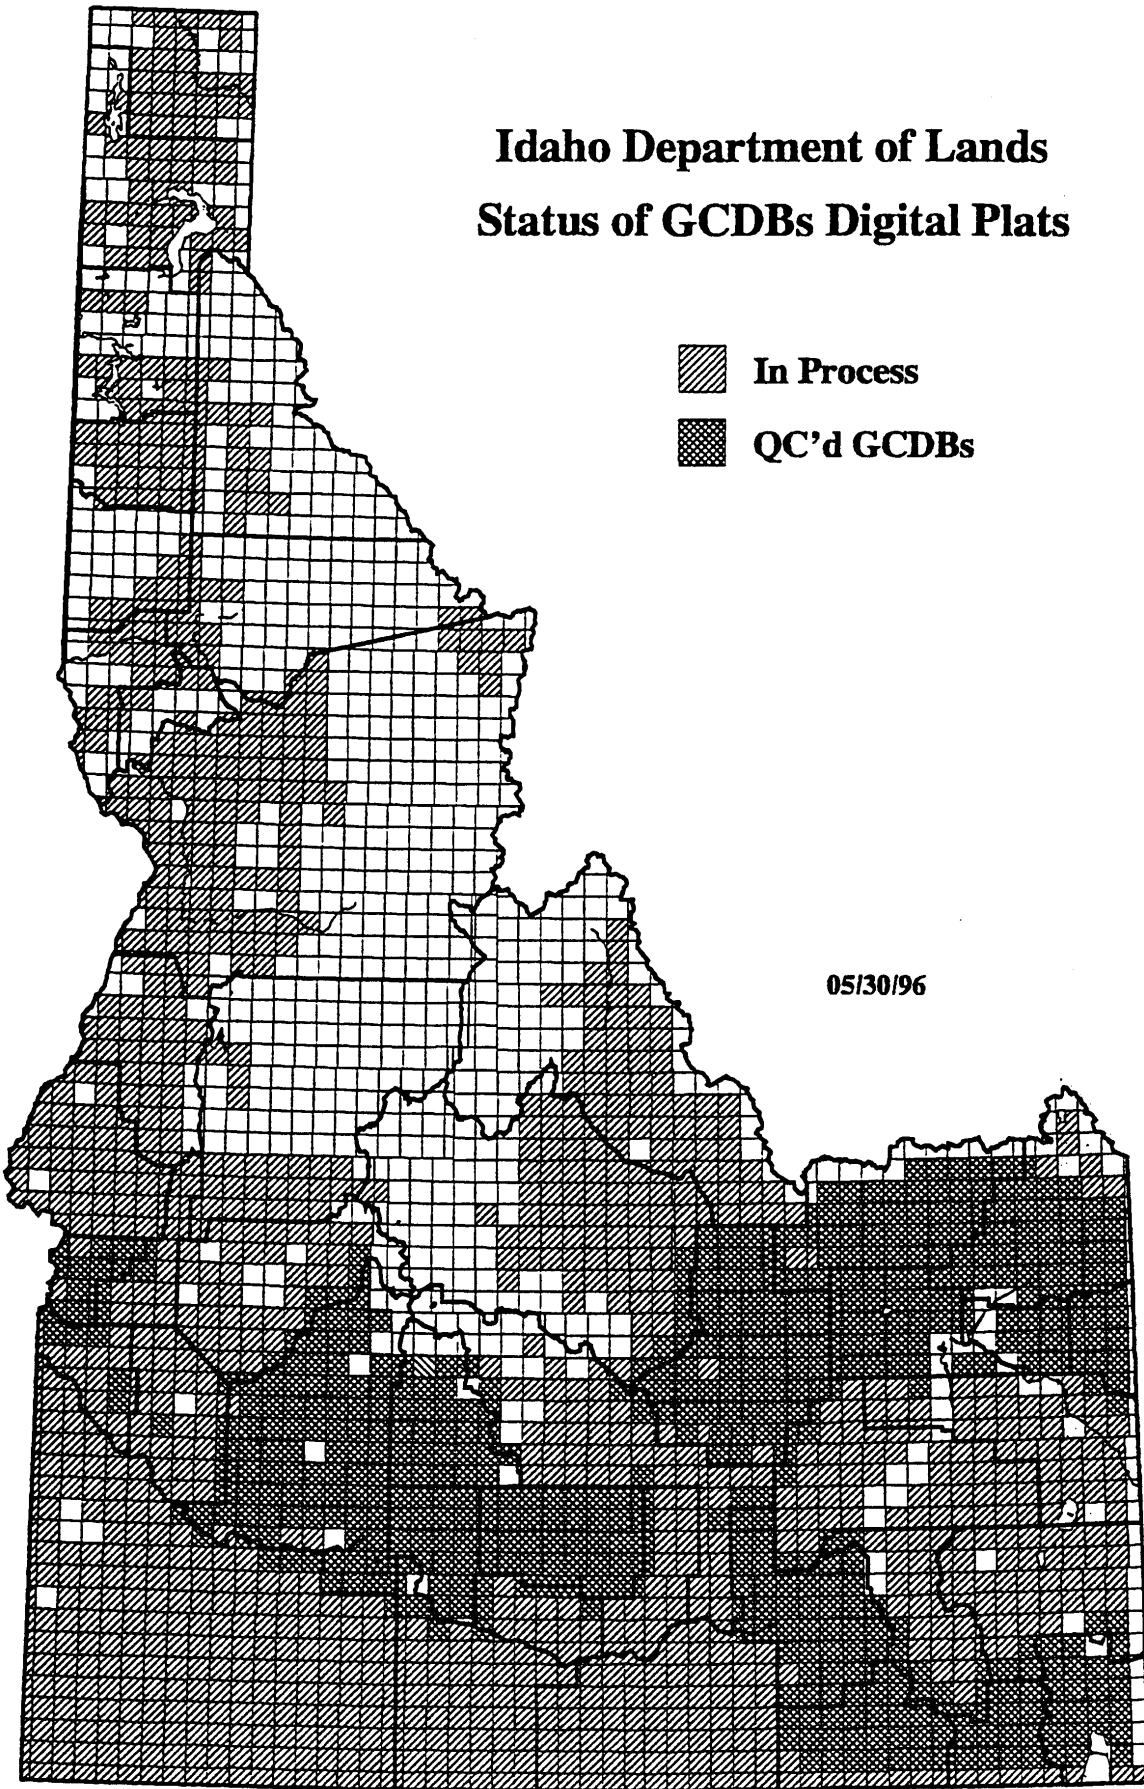 Idaho Department of Lands
Status of GCDBs Digital Plats
In Process
QC'd GCDBs
05/30/96